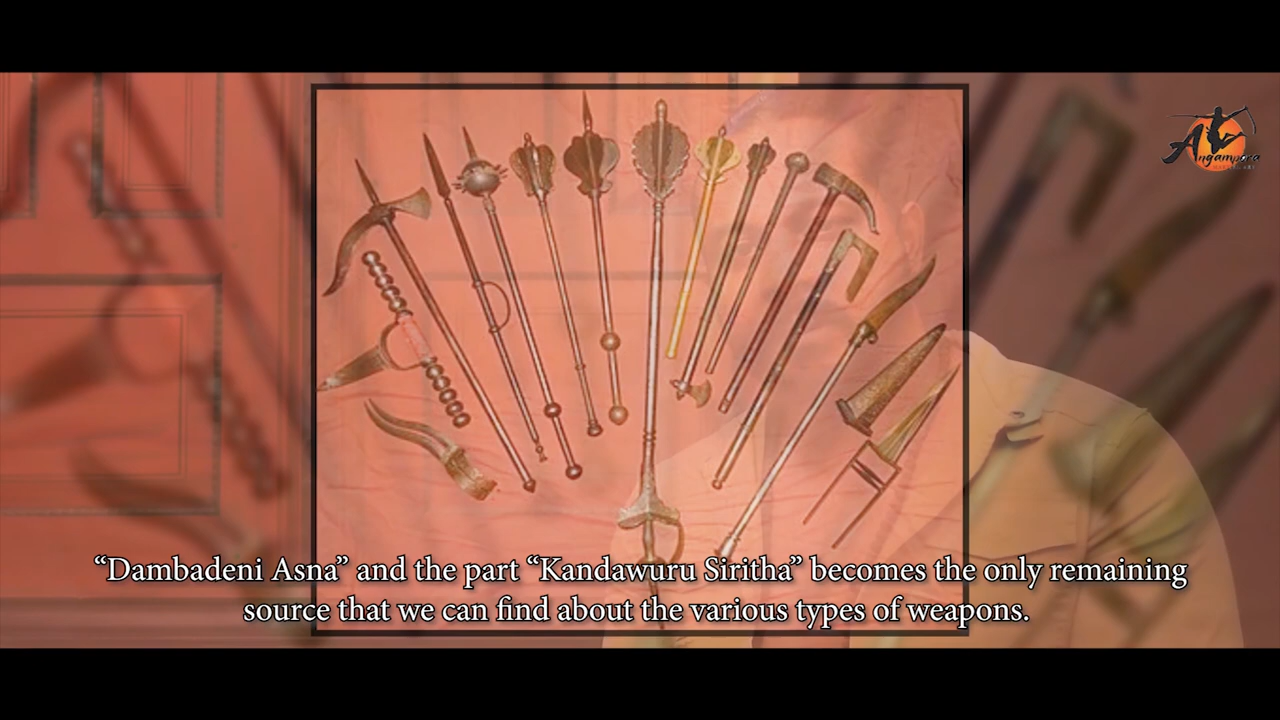 Angampora
“Dambadeni Asna” and the part “Kandawuru Siritha” becomes the only remaining
source that we can find about the various types of weapons.